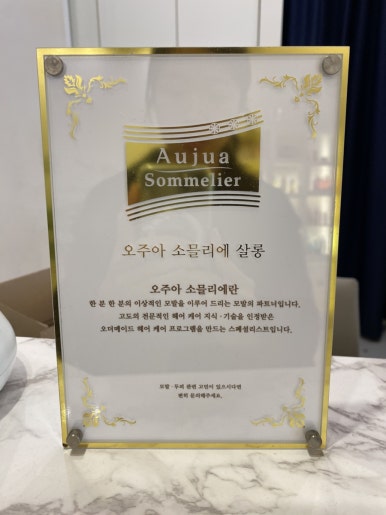 Aujua
Sommelier
오주아 소믈리에 살롱
오주아 소믈리에란
한 분 한 분의 이상적인 모발을 이루어 드리는 모발의 파트너입니다.
고도의 전문적인 헤어 케어 지식 · 기술을 인정받은
오더메이드 헤어 케어 프로그램을 만드는 스페셜리스트입니다.
모발 · 두피 관련 고민이 있으시다면
편히 문의해주세요.